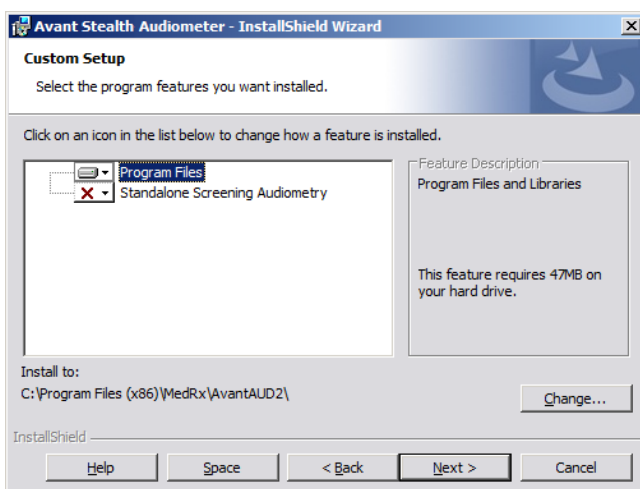 Avant Stealth Audiometer - InstallShield Wizard
Custom Setup
Select the program features you want installed.
Click on an icon in the list below to change how a feature is installed.
Program Files
Standalone Screening Audiometry
Feature Description
Program Files and Libraries
This feature requires 47MB on
your hard drive.
Install to:
C:\Program Files (x86)\MedRx\AvantAUD2\
Change...
InstallShield
Help
Space
< Back
Next >
Cancel